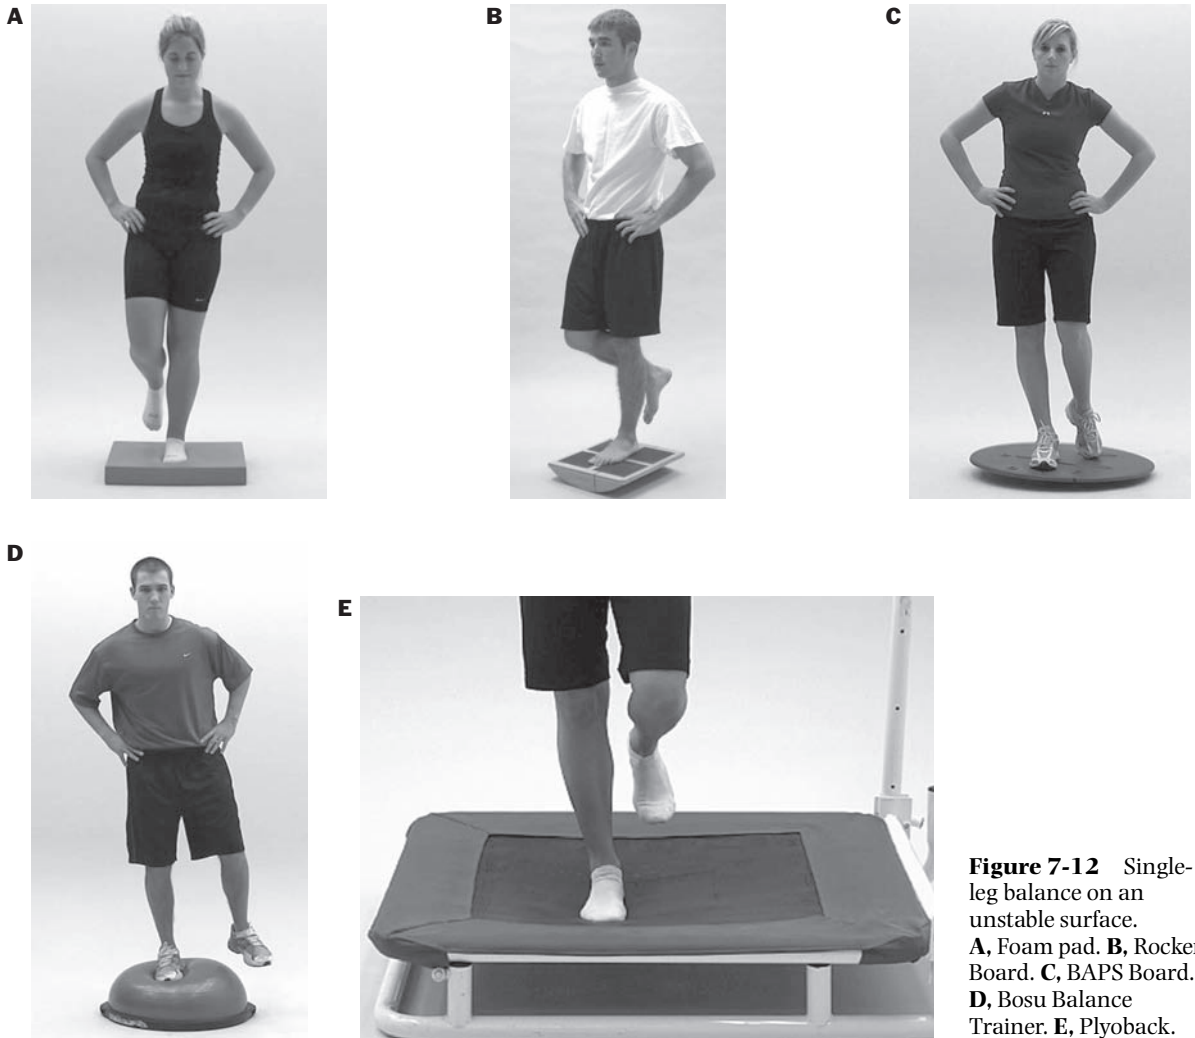 A
B
C
D
E
Figure 7-12 Single-
leg balance on an
unstable surface.
A, Foam pad. B, Rocker
Board. C, BAPS Board.
D, Bosu Balance
Trainer. E, Plyoback.